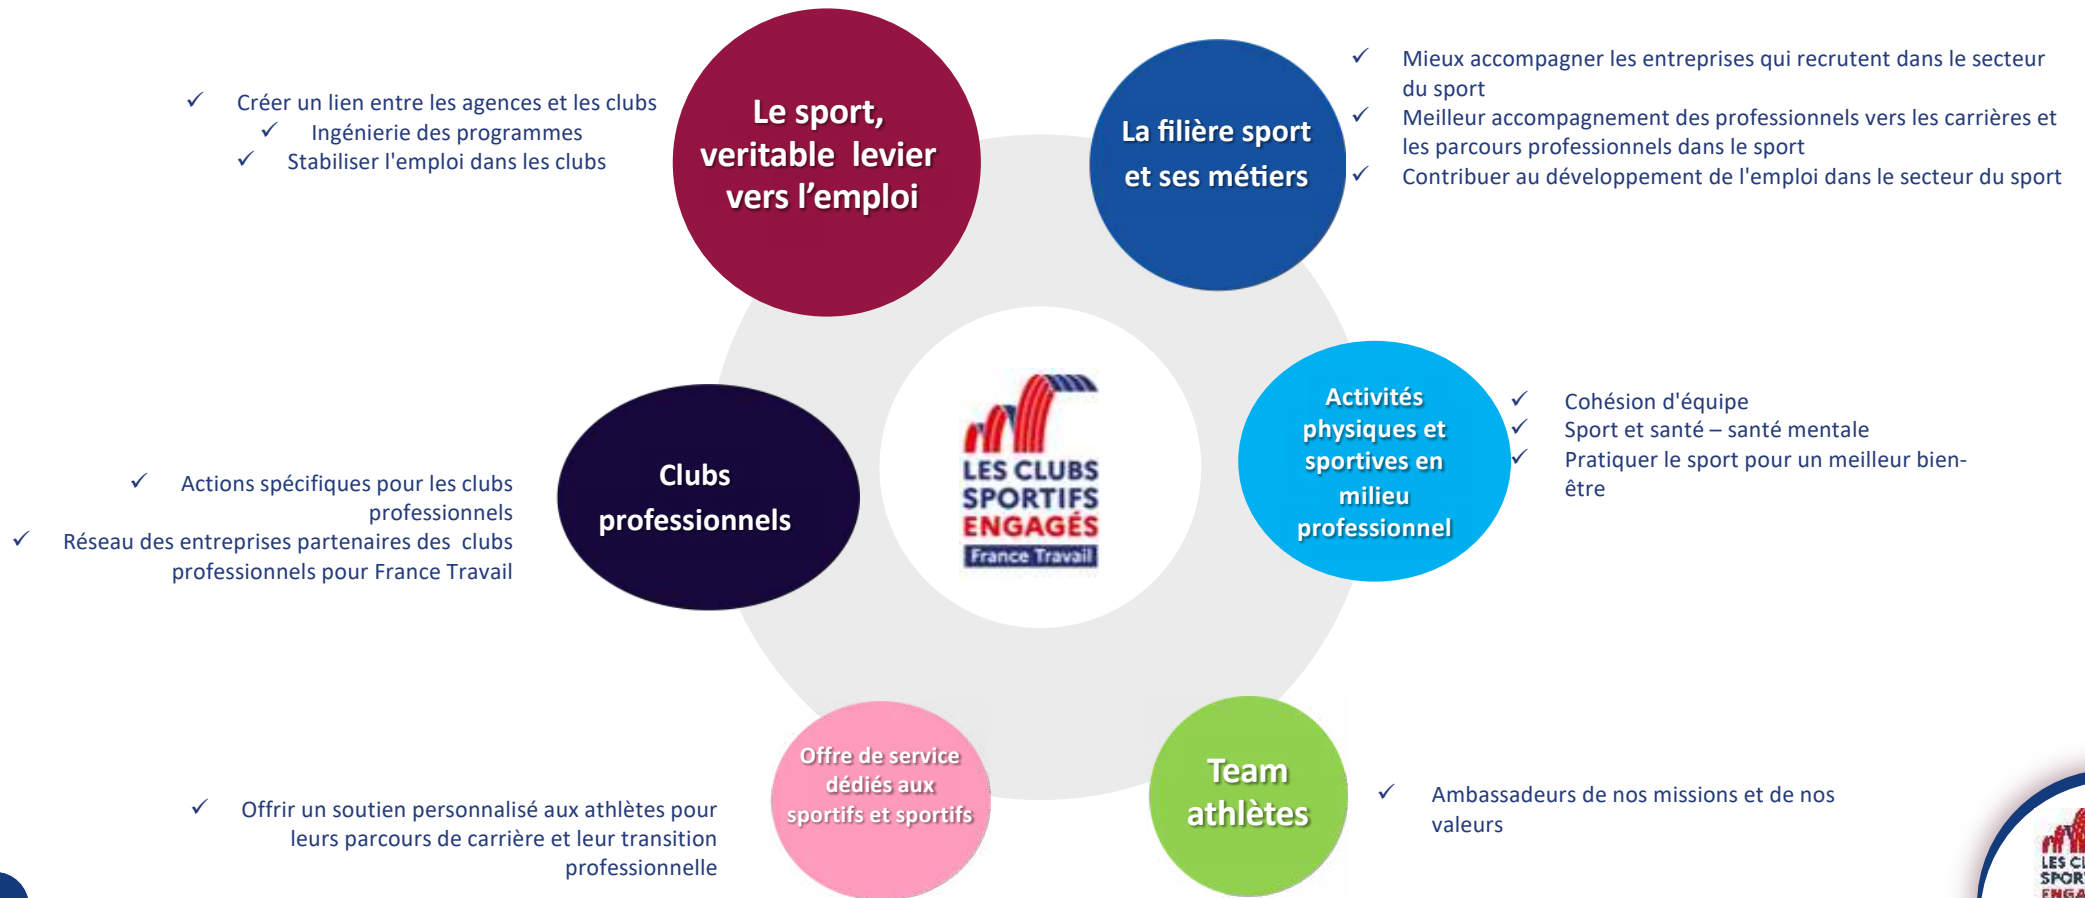 Le sport,
veritable levier
vers l'emploi
✓ Créer un lien entre les agences et les clubs
✓ Ingénierie des programmes
✓ Stabiliser l'emploi dans les clubs
La filière sport
et ses métiers
✓ Mieux accompagner les entreprises qui recrutent dans le secteur
du sport
✓ Meilleur accompagnement des professionnels vers les carrières et
les parcours professionnels dans le sport
✓ Contribuer au développement de l'emploi dans le secteur du sport
Clubs
professionnels
✓ Actions spécifiques pour les clubs
professionnels
✓ Réseau des entreprises partenaires des clubs
professionnels pour France Travail
LES CLUBS
SPORTIFS
ENGAGÉS
France Travail
Activités
physiques et
sportives en
milieu
professionnel
✓ Cohésion d'équipe
✓ Sport et santé – santé mentale
✓ Pratiquer le sport pour un meilleur bien-
être
Offre de service
dédiés aux
sportifs et sportifs
✓ Offrir un soutien personnalisé aux athlètes pour
leurs parcours de carrière et leur transition
professionnelle
Team
athlètes
✓ Ambassadeurs de nos missions et de nos
valeurs
LES CL
SPOR
ENGA